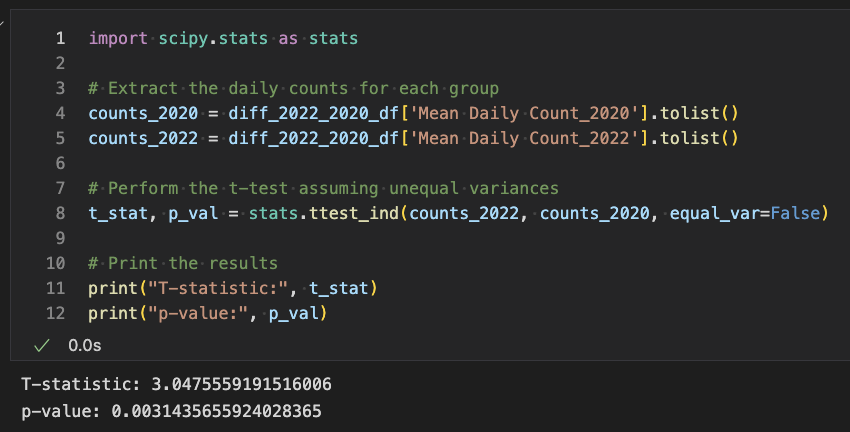 1 import scipy.stats as stats
2
3 # Extract the daily counts for each group
4 counts_2020 = diff_2022_2020_df['Mean Daily Count_2020'].tolist()
5 counts_2022 = diff_2022_2020_df['Mean Daily Count_2022'].tolist()
6
7 # Perform the t-test assuming unequal variances
8 t_stat, p_val = stats.ttest_ind(counts_2022, counts_2020, equal_var=False)
9
10 # Print the results
11 print("T-statistic:", t_stat)
12 print("p-value:", p_val)
0.0s
T-statistic: 3.0475559191516006
p-value: 0.0031435655924028365